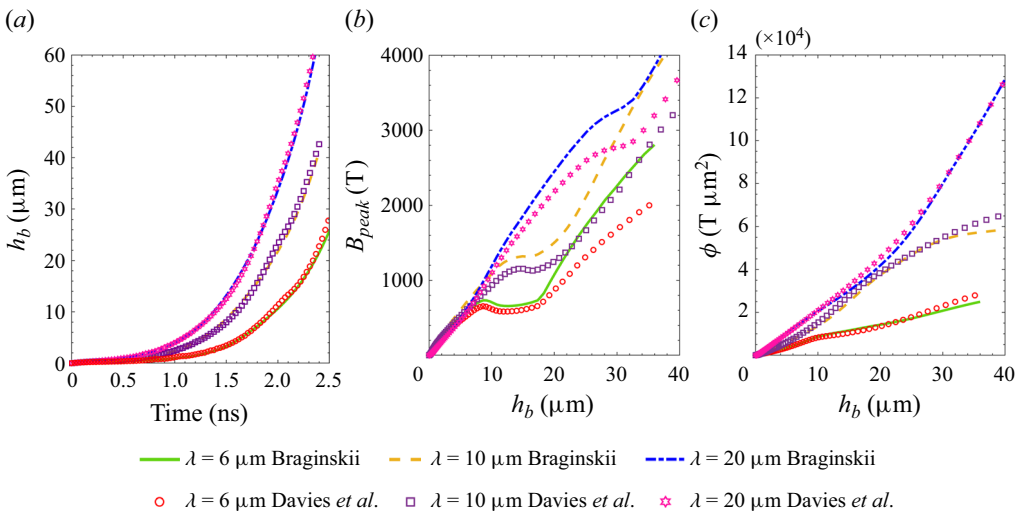 (a) (b) (c)
(×10⁴)
60
50
40
30
20
10
0
h_b (μm)
0 0.5 1.0 1.5 2.0 2.5
Time (ns)
4000
3000
2000
1000
B_peak (T)
0 10 20 30 40
h_b (μm)
14
12
10
8
6
4
2
ϕ (T μm²)
0 10 20 30 40
h_b (μm)
λ = 6 μm Braginskii λ = 10 μm Braginskii λ = 20 μm Braginskii
λ = 6 μm Davies et al. λ = 10 μm Davies et al. λ = 20 μm Davies et al.